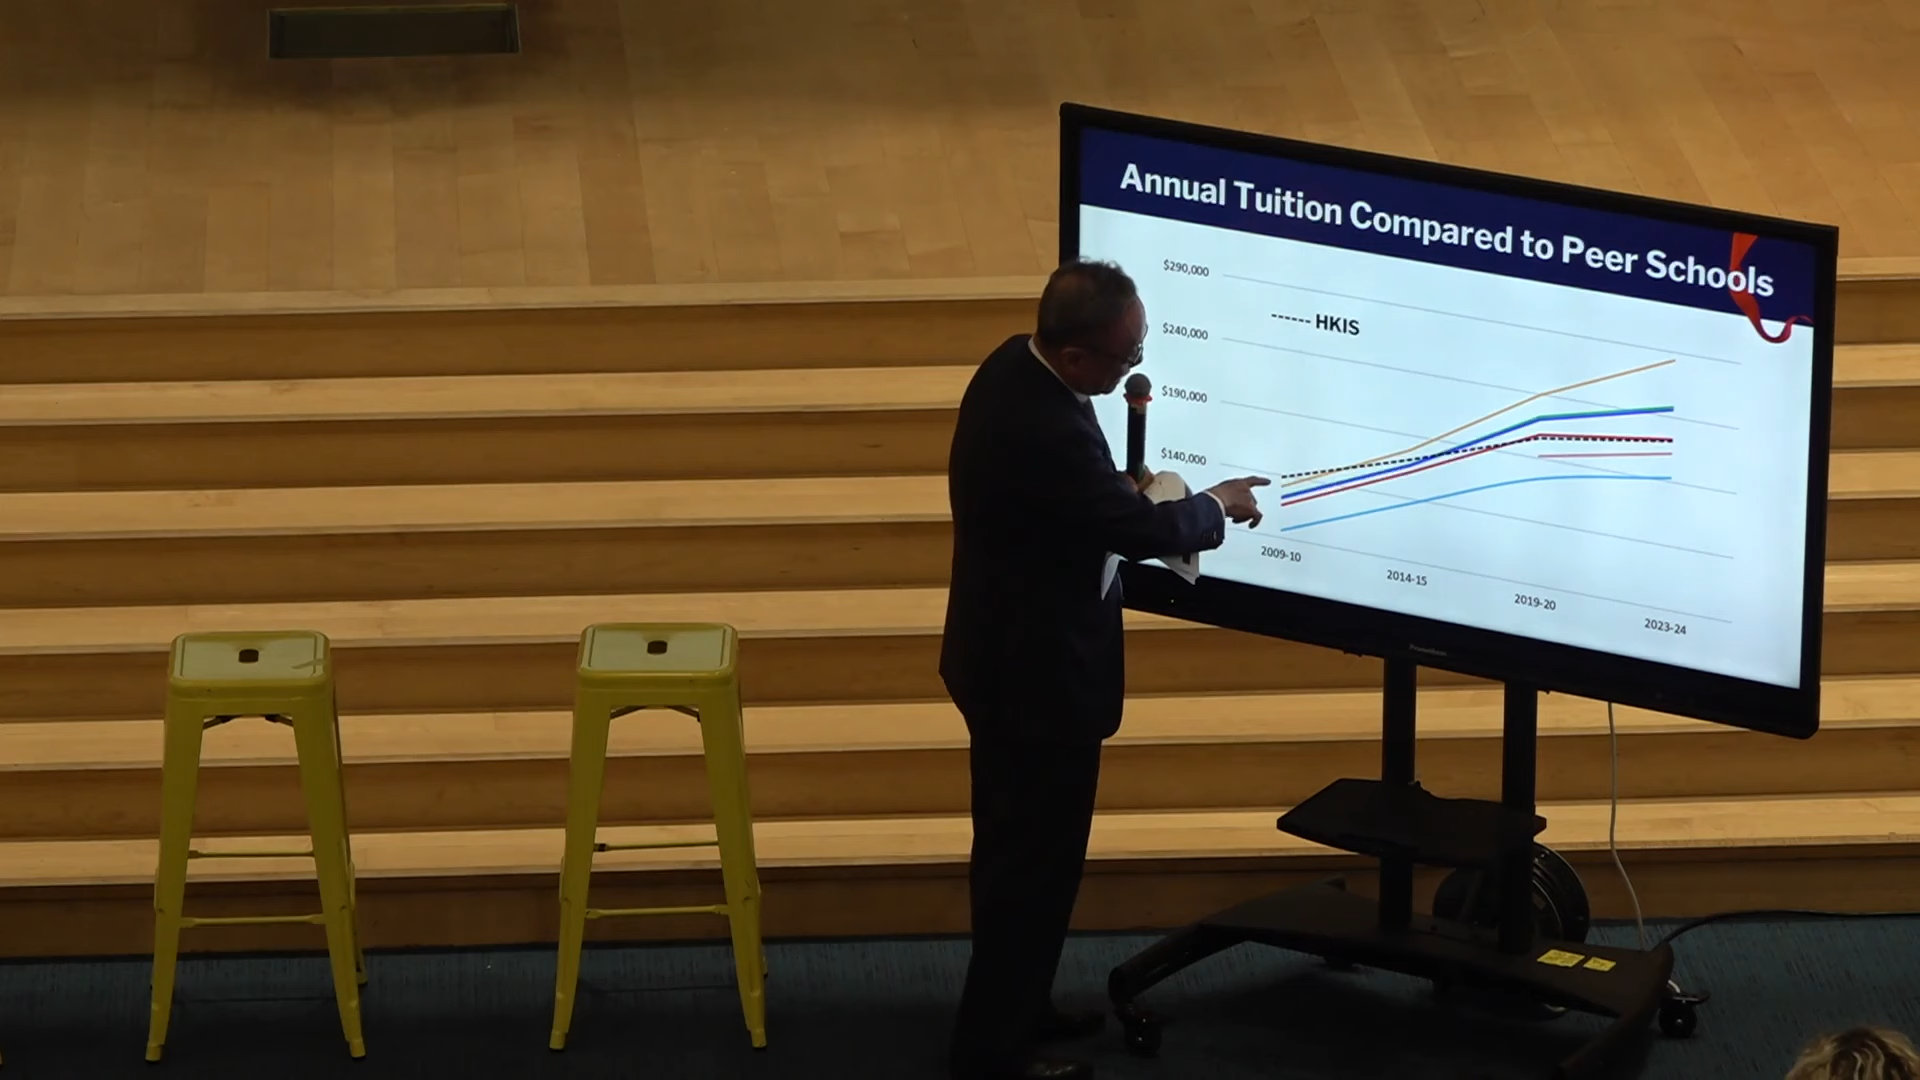 Annual Tuition Compared to Peer Schools
$290,000
------ HKIS
$240,000
$190,000
$140,000
2009-10
2014-15
2019-20
2023-24
Promethean